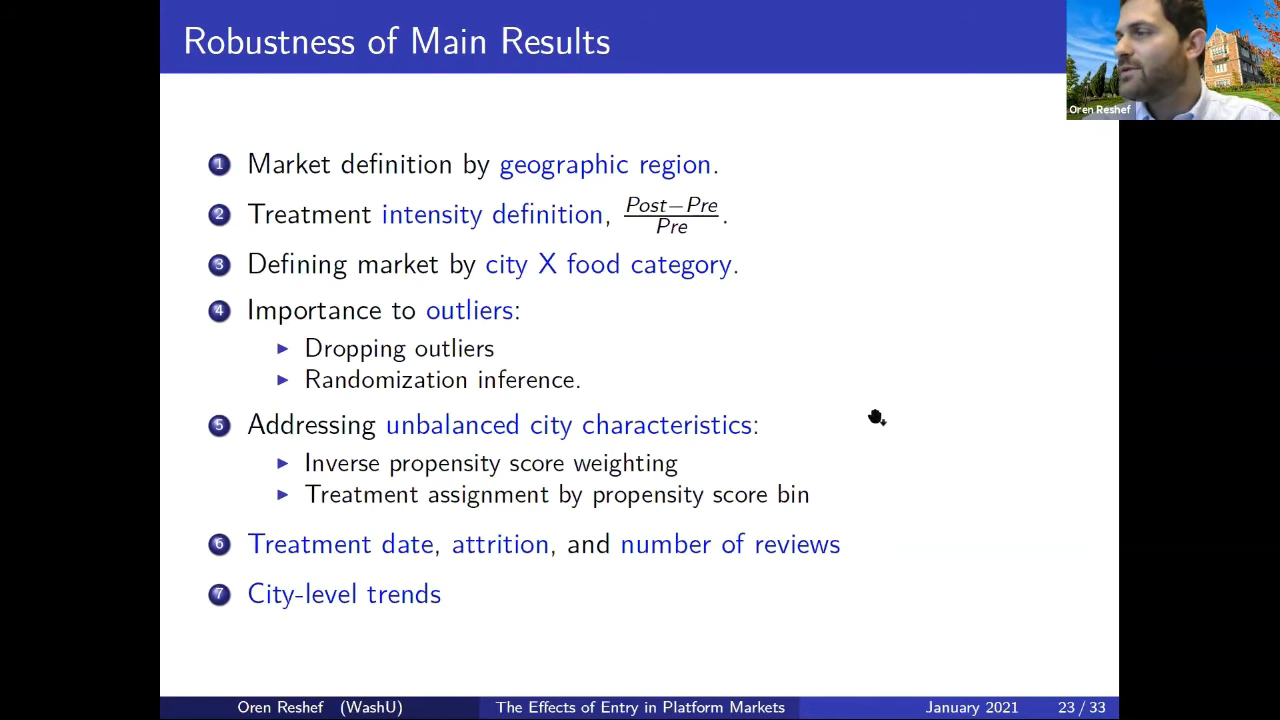 Robustness of Main Results
Oren Reshef
1 Market definition by geographic region.
2 Treatment intensity definition, Post−Pre
Pre .
3 Defining market by city X food category.
4 Importance to outliers:
▶ Dropping outliers
▶ Randomization inference.
5 Addressing unbalanced city characteristics:
▶ Inverse propensity score weighting
▶ Treatment assignment by propensity score bin
6 Treatment date, attrition, and number of reviews
7 City-level trends
Oren Reshef (WashU) The Effects of Entry in Platform Markets January 2021 23 / 33